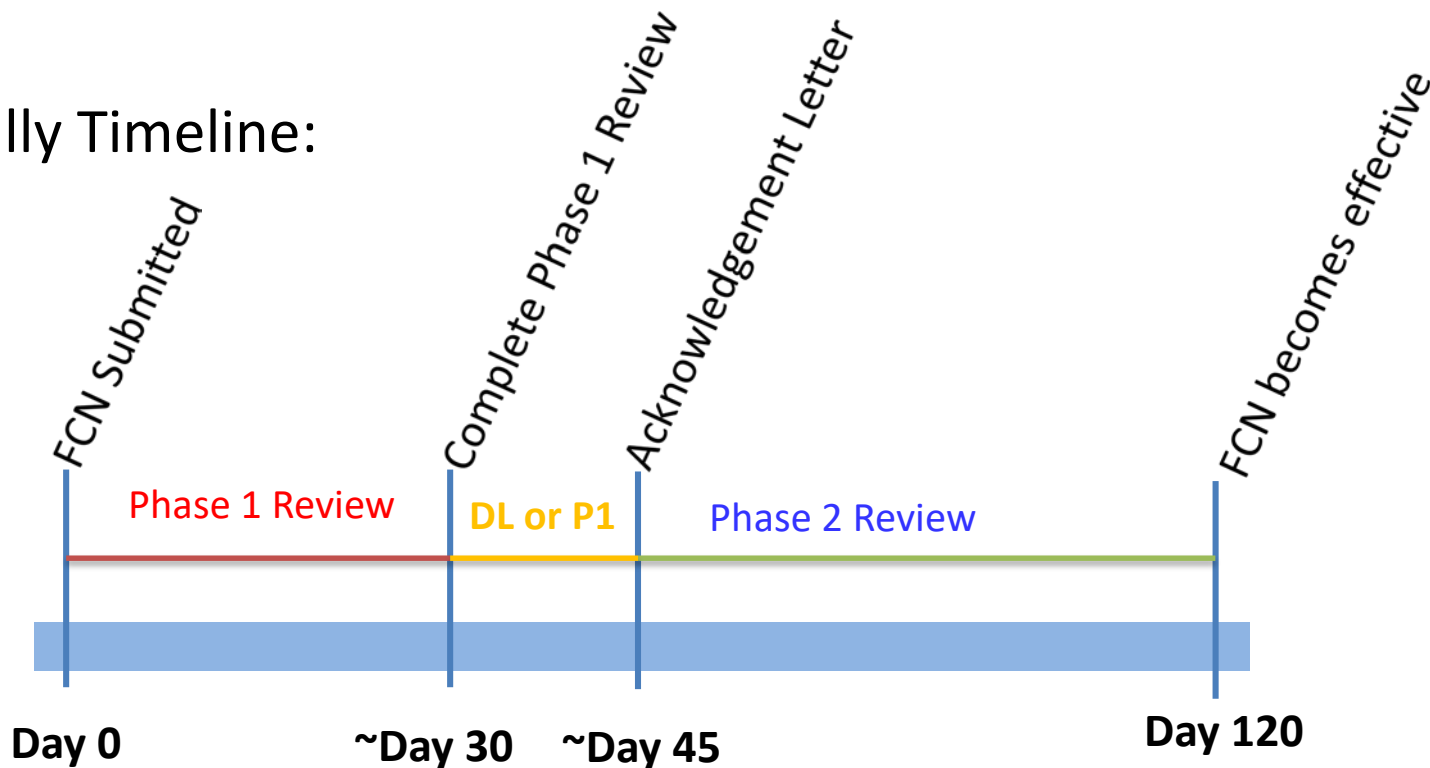 lly Timeline:
FCN Submitted
Complete Phase 1 Review
Acknowledgement Letter
FCN becomes effective
Phase 1 Review
DL or P1
Phase 2 Review
Day 0
~Day 30
~Day 45
Day 120